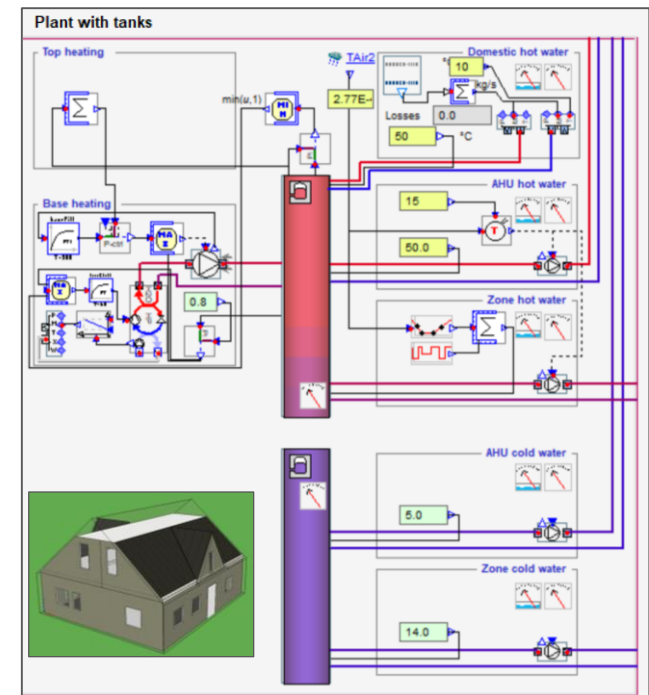 Plant with tanks
Top heating
min(u,1)
TAir2
2.77E-
Domestic hot water
10
kg/s
Losses
0.0
50
°C
AHU hot water
15
50.0
T
Base heating
P-ctrl
0.8
Zone hot water
AHU cold water
5.0
Zone cold water
14.0